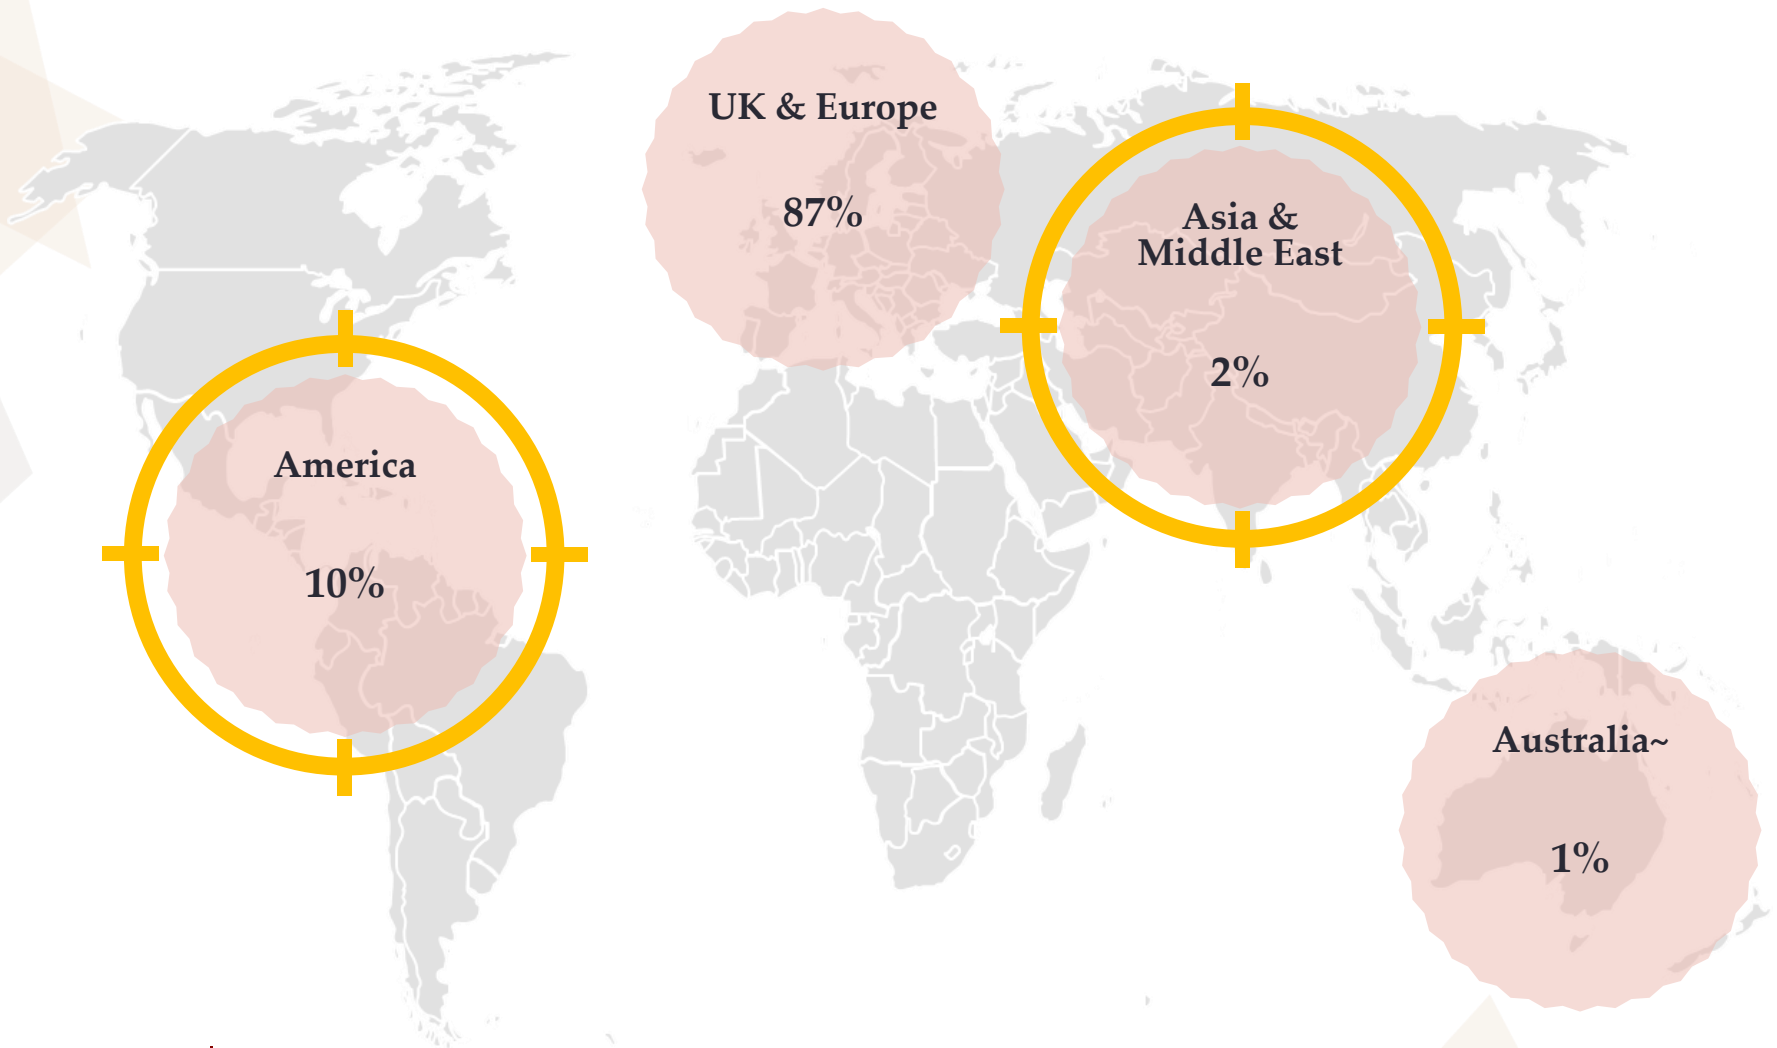 UK & Europe
87%
Asia &
Middle East
2%
America
10%
Australia~
1%